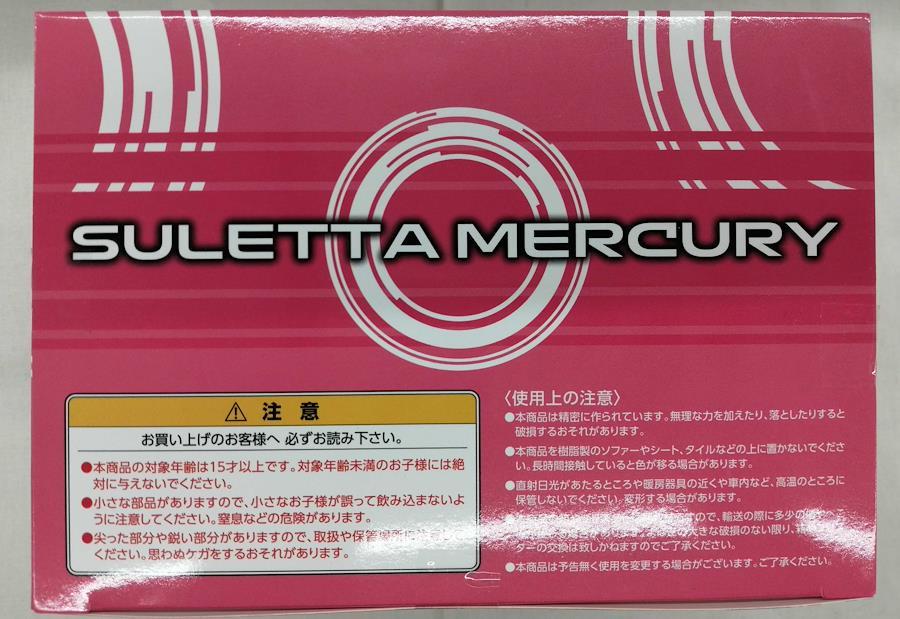 SULETTA MERCURY
⚠ 注 意
お買い上げのお客様へ 必ずお読み下さい。
●本商品の対象年齢は15才以上です。対象年齢未満のお子様には絶
対に与えないでください。
●小さな部品がありますので、小さなお子様が誤って飲み込まないよ
うに注意してください。窒息などの危険があります。
●尖った部分や鋭い部分がありますので、取扱や保管場所に
ください。思わぬケガをするおそれがあります。
〈使用上の注意〉
●本商品は精密に作られています。無理な力を加えたり、落としたりすると
破損するおそれがあります。
●本商品を樹脂製のソファーやシート、タイルなどの上に置かないでくださ
い。長時間接触していると色が移る場合があります。
●直射日光があたるところや暖房器具の近くや車内など、高温のところに
保管しないでください。変形する場合があります。
ので、輸送の際に多少の
大きな破損のない限り、
ターの交換は致しかねますのでご了承ください。
●本商品は予告無く使用を変更する場合がございます。ご了承ください。